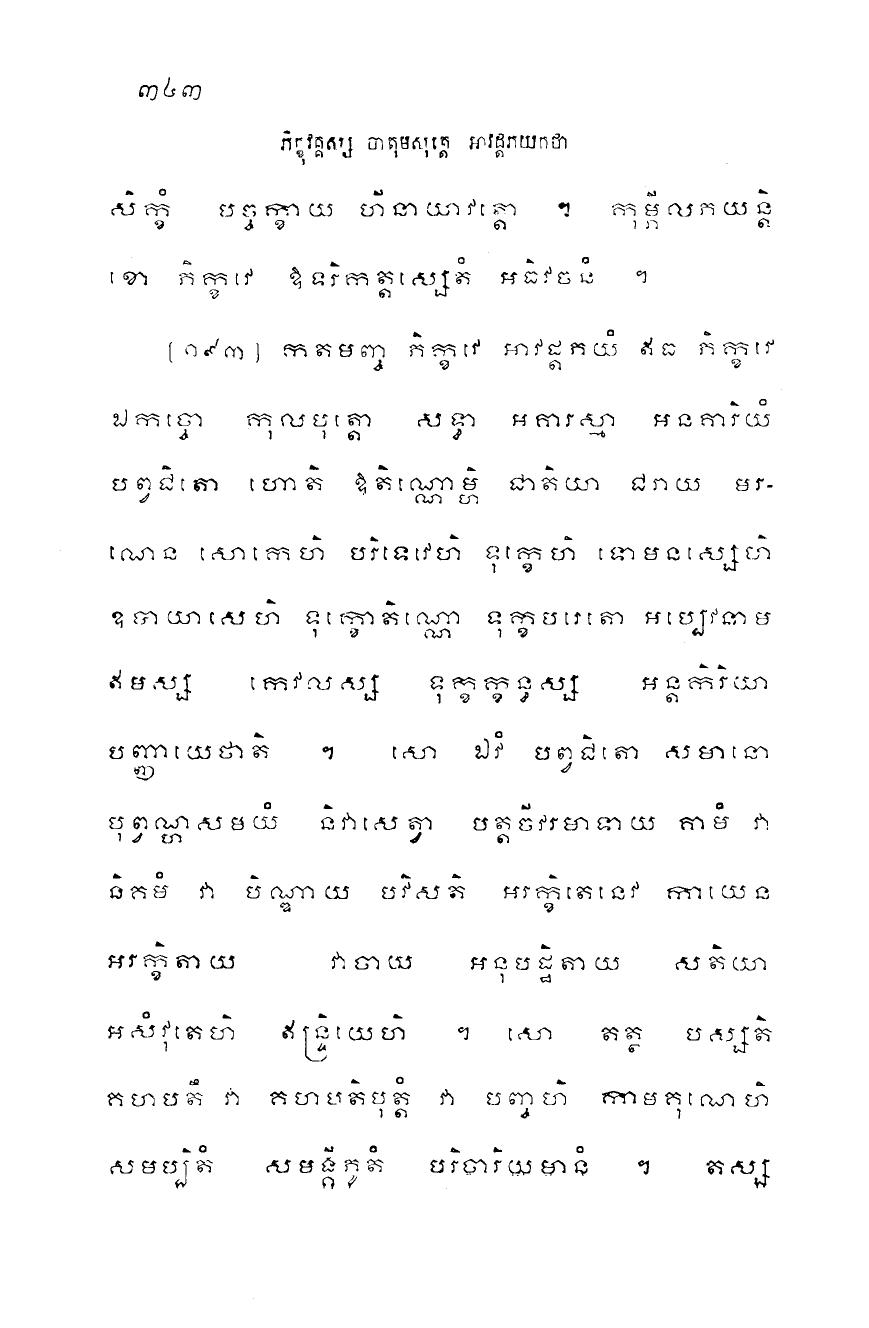 ៣៤៣
ភិក្ខុវគ្គស្ស ចាតុមសុត្តេ អាវដ្តភយកថា
សិក្ខំ បច្ចក្ខាយ ហីនាយាវត្តោ ។ កុម្ភីលភយន្តិ
ខោ ភិក្ខវេ ឱទរិកត្តស្សេតំ អធិវចនំ ។
[១៩៣] កតមញ្ច ភិក្ខវេ អាវដ្តភយំ ឥធ ភិក្ខវេ
ឯកច្ចោ កុលបុត្តោ សទ្ធា អគារស្មា អនគារិយំ
បព្វជិតោ ហោតិ ឱតិណ្ណោម្ហិ ជាតិយា ជរាយ មរ-
ណេន សោកេហិ បរិទេវេហិ ទុក្ខេហិ ទោមនស្សេហិ
ឧបាយាសេហិ ទុក្ខោតិណ្ណោ ទុក្ខបរេតោ អប្បេវនាម
ឥមស្ស កេវលស្ស ទុក្ខក្ខន្ធស្ស អន្តកិរិយា
បញ្ញាយេថាតិ ។ សោ ឯវំ បព្វជិតោ សមានោ
បុព្វណ្ហសមយំ និវាសេត្វា បត្តចីវរមាទាយ គាមំ វា
និគមំ វា បិណ្ឌាយ បវិសតិ អរក្ខិតេនេវ កាយេន
អរក្ខិតាយ វាចាយ អនុបដ្ឋិតាយ សតិយា
អសំវុតេហិ ឥន្ទ្រិយេហិ ។ សោ តត្ថ បស្សតិ
គហបតឹ វា គហបតិបុត្តំ វា បញ្ចហិ កាមគុណេហិ
សមប្បិតំ សមង្គីភូតំ បរិចារិយមានំ ។ តស្ស